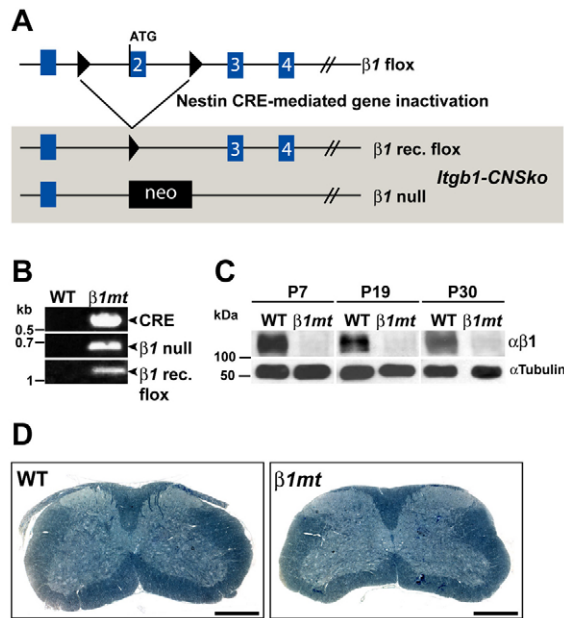 A
ATG
2 3 4 // β1 flox
Nestin CRE-mediated gene inactivation
3 4 // β1 rec. flox
Itgb1-CNSko
neo // β1 null
B
WT β1mt
kb
CRE
0.5
0.7
β1 null
β1 rec.
flox
1
C
P7 P19 P30
kDa WT β1mt WT β1mt WT β1mt
αβ1
100
50 αTubulin
D
WT
β1mt